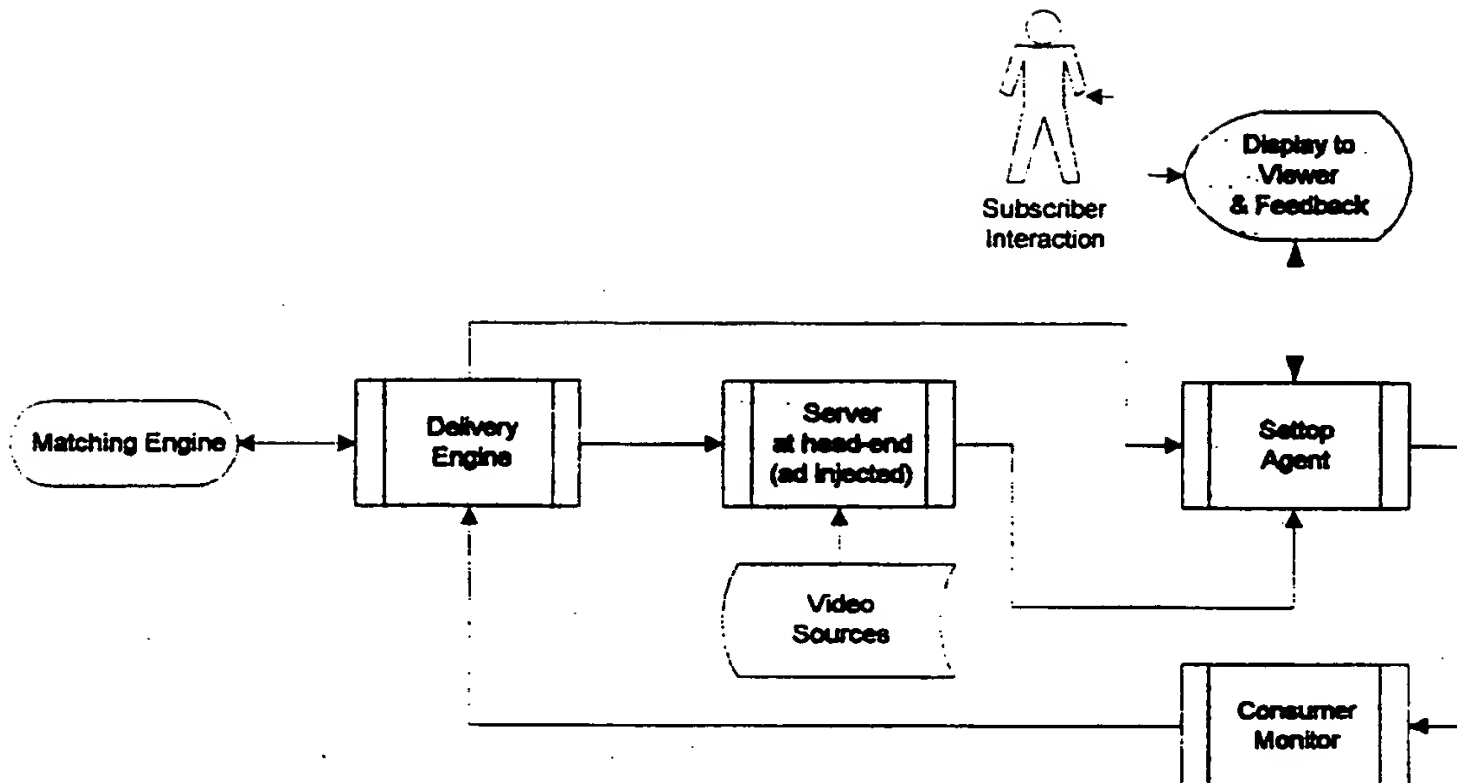 Subscriber
Interaction
Display to
Viewer
& Feedback
Matching Engine
Delivery
Engine
Server
at head-end
(ad injected)
Settop
Agent
Video
Sources
Consumer
Monitor